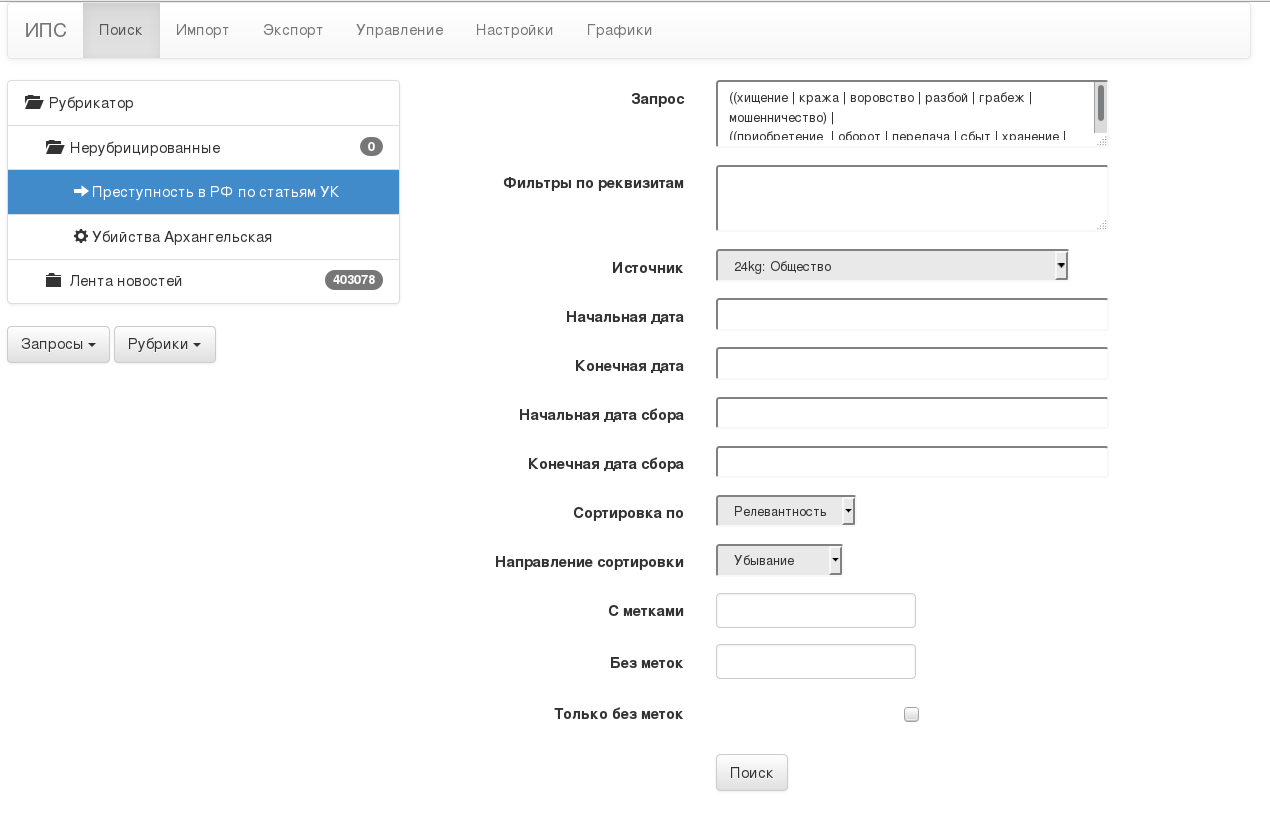 ИПС Поиск Импорт Экспорт Управление Настройки Графики
Рубрикатор
Нерубрицированные 0
Преступность в РФ по статьям УК
Убийства Архангельская
Лента новостей 403078
Запросы Рубрики
Запрос ((хищение | кража | воровство | разбой | грабеж |
мошенничество) |
((приобретение | оборот | передача | сбыт | хранение |
Фильтры по реквизитам
Источник 24kg: Общество
Начальная дата
Конечная дата
Начальная дата сбора
Конечная дата сбора
Сортировка по Релевантность
Направление сортировки Убывание
С метками
Без меток
Только без меток
Поиск